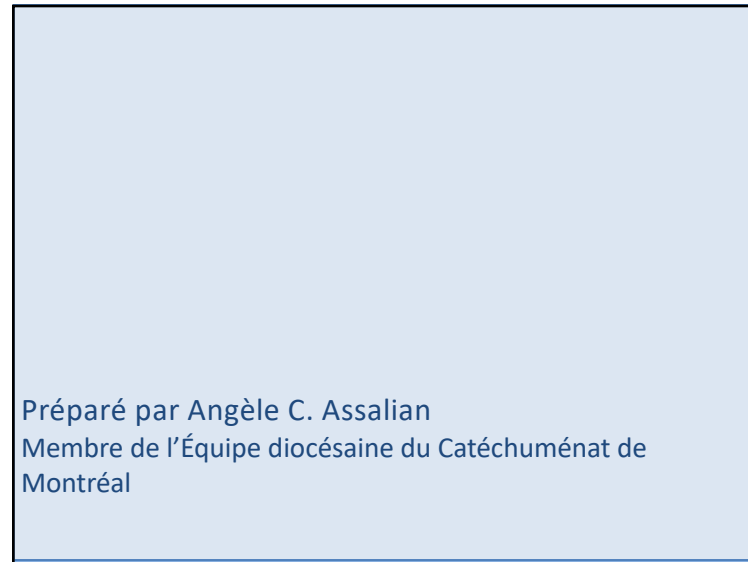 Préparé par Angèle C. Assalian
Membre de l’Équipe diocésaine du Catéchuménat de
Montréal